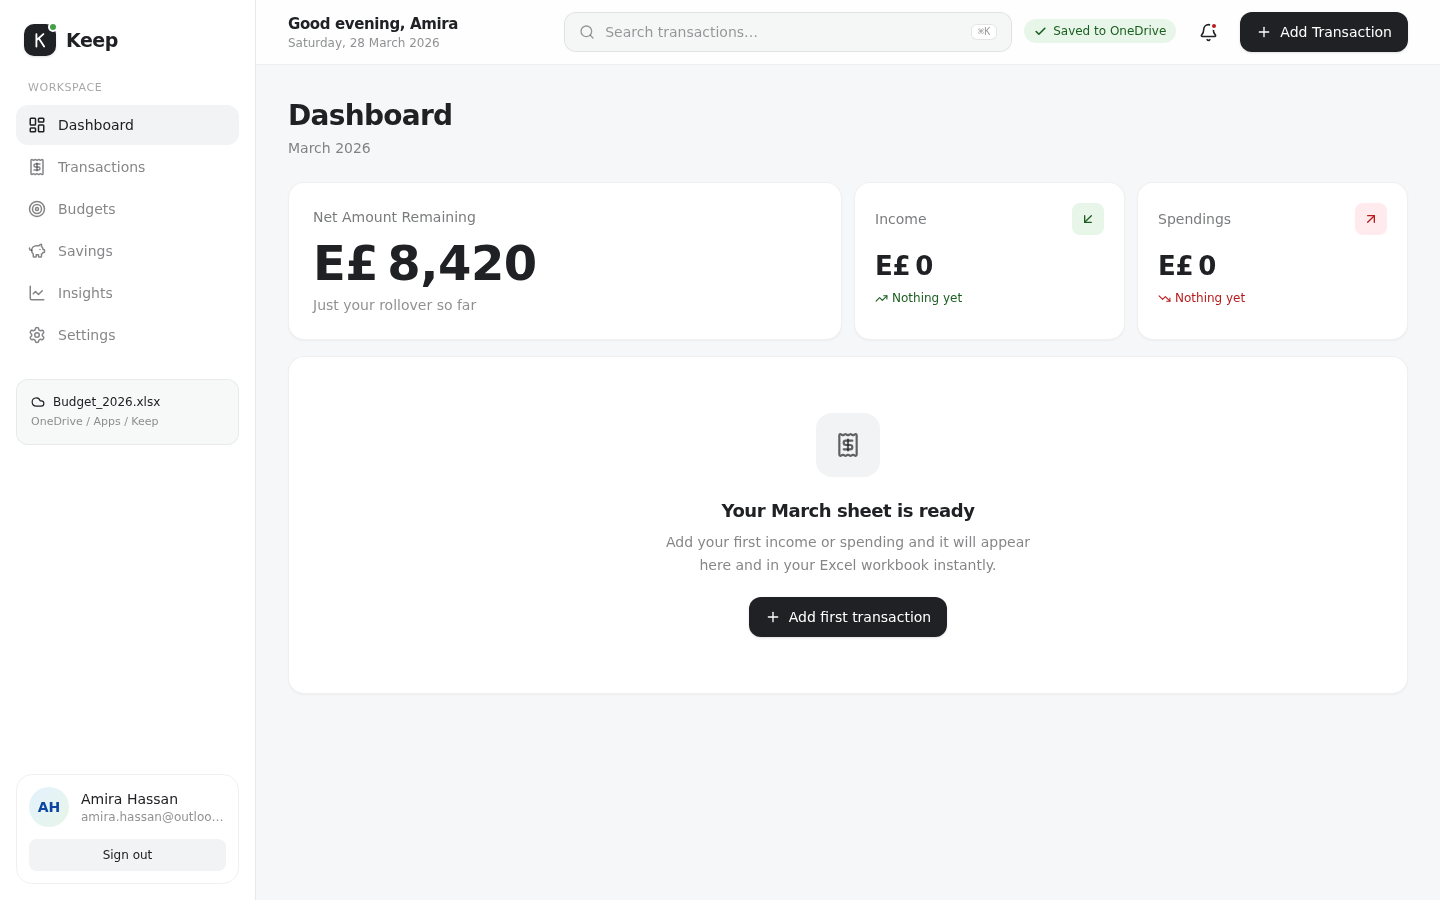 Keep
WORKSPACE
Dashboard
Transactions
Budgets
Savings
Insights
Settings
Budget_2026.xlsx
OneDrive / Apps / Keep
AH
Amira Hassan
amira.hassan@outloo...
Sign out
Good evening, Amira
Saturday, 28 March 2026
Search transactions...
⌘K
Saved to OneDrive
Add Transaction
Dashboard
March 2026
Net Amount Remaining
E£ 8,420
Just your rollover so far
Income
E£ 0
Nothing yet
Spendings
E£ 0
Nothing yet
Your March sheet is ready
Add your first income or spending and it will appear
here and in your Excel workbook instantly.
Add first transaction